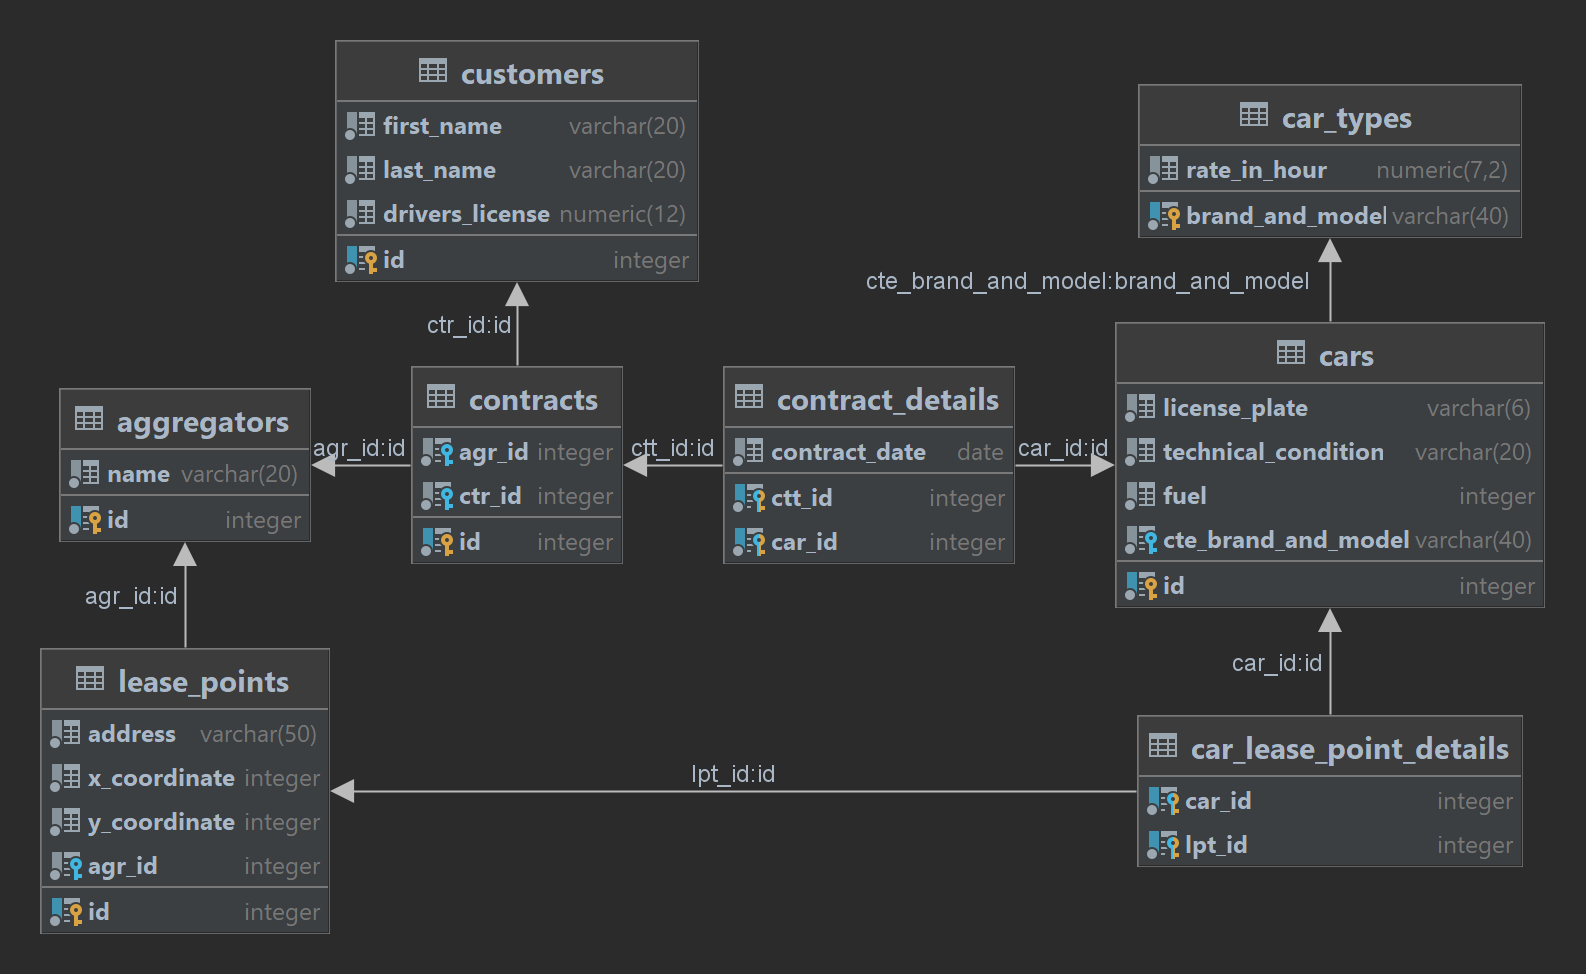 customers
first_name varchar(20)
last_name varchar(20)
drivers_license numeric(12)
id integer
car_types
rate_in_hour numeric(7,2)
brand_and_model varchar(40)
cte_brand_and_model:brand_and_model
ctr_id:id
cars
license_plate varchar(6)
technical_condition varchar(20)
fuel integer
cte_brand_and_model varchar(40)
id integer
contracts
agr_id integer
ctr_id integer
id integer
contract_details
contract_date date
ctt_id integer
car_id integer
aggregators
name varchar(20)
id integer
agr_id:id
ctt_id:id
car_id:id
agr_id:id
car_id:id
lease_points
address varchar(50)
x_coordinate integer
y_coordinate integer
agr_id integer
id integer
lpt_id:id
car_lease_point_details
car_id integer
lpt_id integer